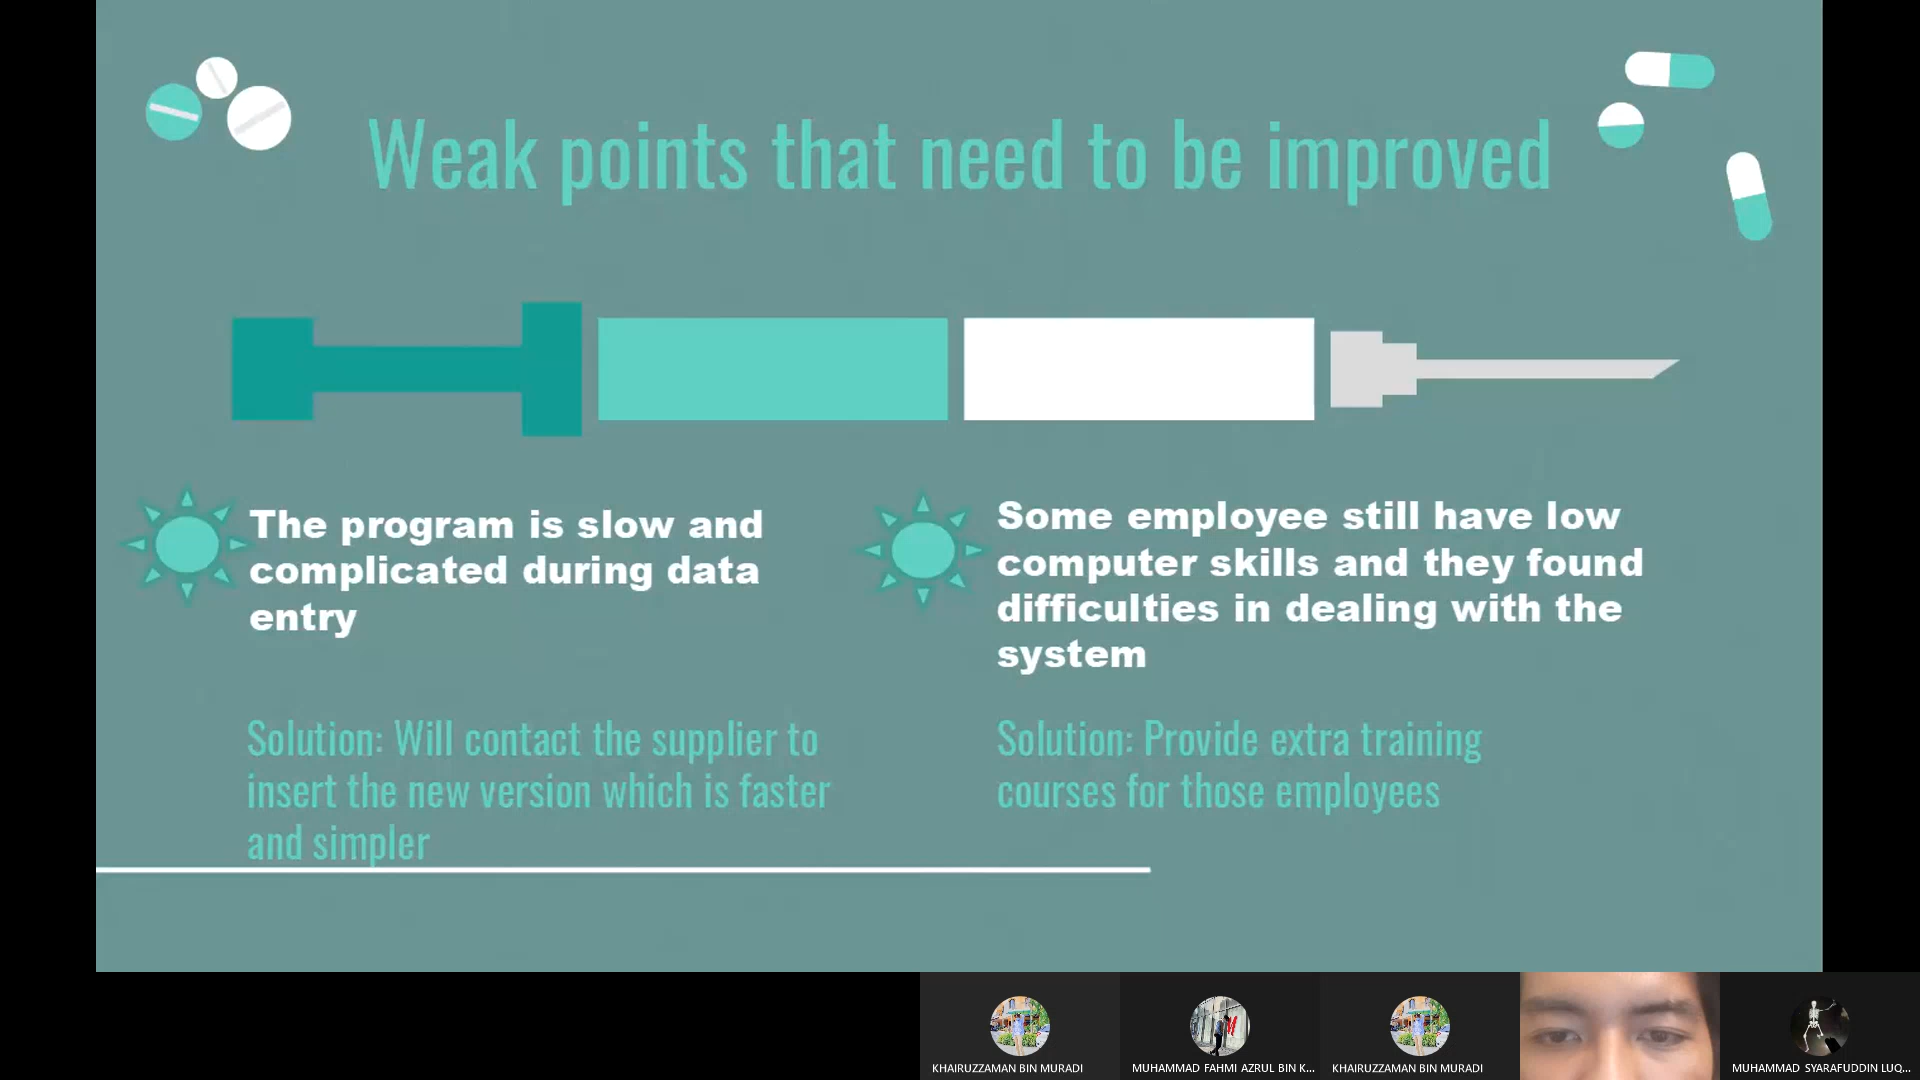 Weak points that need to be improved
The program is slow and
complicated during data
entry
Solution: Will contact the supplier to
insert the new version which is faster
and simpler
Some employee still have low
computer skills and they found
difficulties in dealing with the
system
Solution: Provide extra training
courses for those employees
KHAIRUZZAMAN BIN MURADI
MUHAMMAD FAHMI AZRUL BIN K...
KHAIRUZZAMAN BIN MURADI
MUHAMMAD SYARAFUDDIN LUQ...